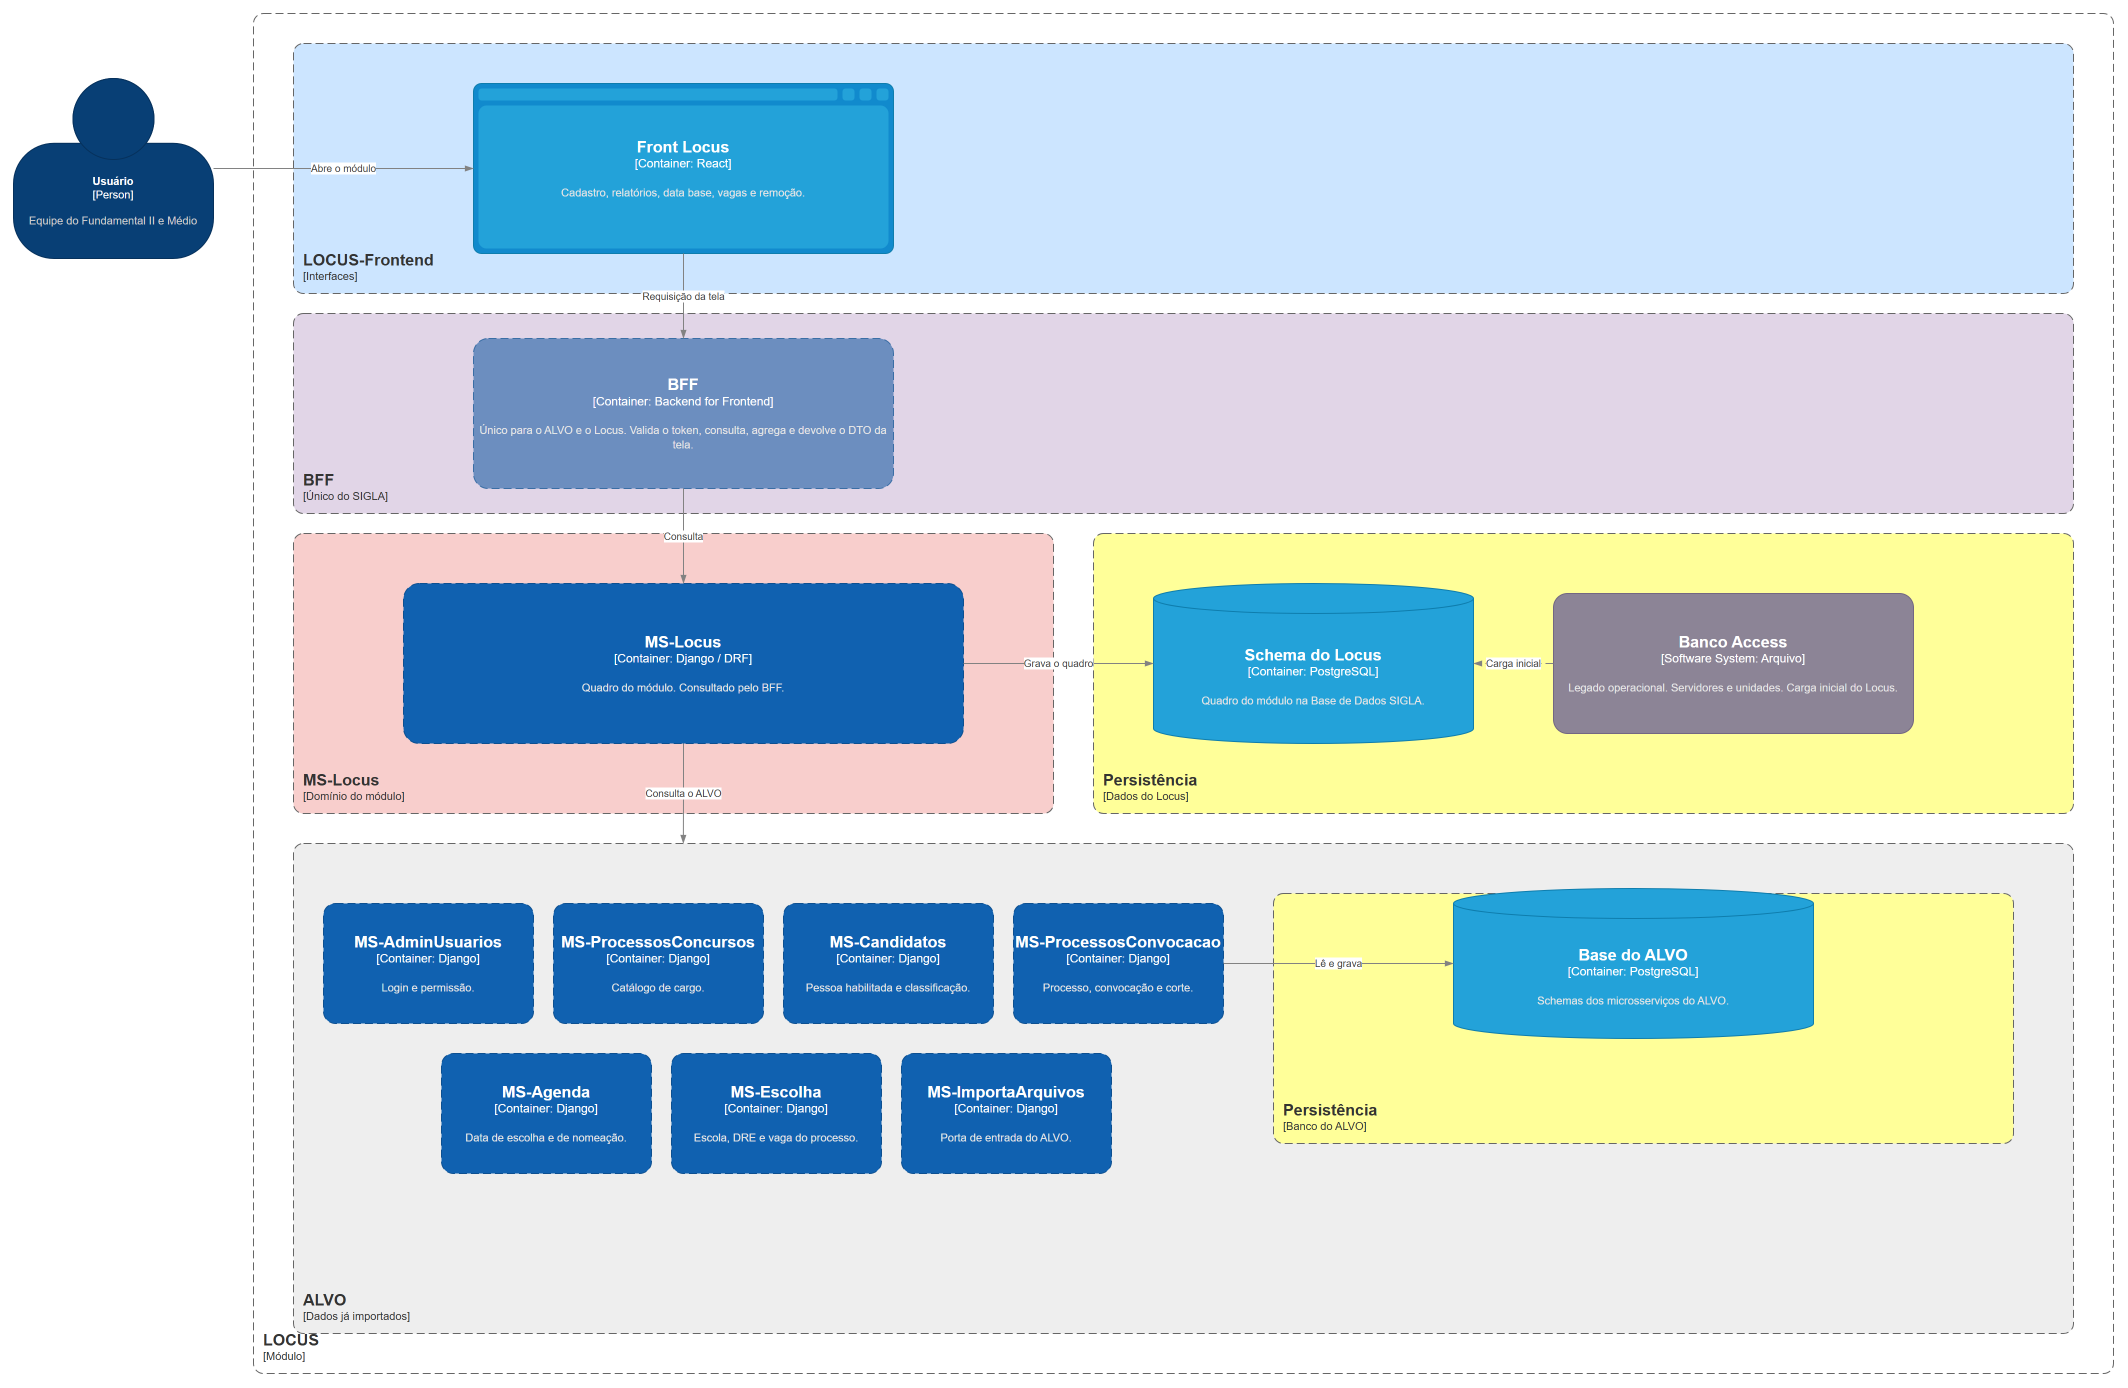 Usuário
[Person]
Equipe do Fundamental II e Médio
Abre o módulo
Front Locus
[Container: React]
Cadastro, relatórios, data base, vagas e remoção.
LOCUS-Frontend
[Interfaces]
Requisição da tela
BFF
[Container: Backend for Frontend]
Único para o ALVO e o Locus. Valida o token, consulta, agrega e devolve o DTO da
tela.
BFF
[Único do SIGLA]
Consulta
MS-Locus
[Container: Django / DRF]
Quadro do módulo. Consultado pelo BFF.
MS-Locus
[Domínio do módulo]
Grava o quadro
Schema do Locus
[Container: PostgreSQL]
Quadro do módulo na Base de Dados SIGLA.
Carga inicial
Banco Access
[Software System: Arquivo]
Legado operacional. Servidores e unidades. Carga inicial do Locus.
Persistência
[Dados do Locus]
Consulta o ALVO
MS-AdminUsuarios
[Container: Django]
Login e permissão.
MS-ProcessosConcursos
[Container: Django]
Catálogo de cargo.
MS-Candidatos
[Container: Django]
Pessoa habilitada e classificação.
MS-ProcessosConvocacao
[Container: Django]
Processo, convocação e corte.
Lê e grava
Base do ALVO
[Container: PostgreSQL]
Schemas dos microsserviços do ALVO.
MS-Agenda
[Container: Django]
Data de escolha e de nomeação.
MS-Escolha
[Container: Django]
Escola, DRE e vaga do processo.
MS-ImportaArquivos
[Container: Django]
Porta de entrada do ALVO.
Persistência
[Banco do ALVO]
ALVO
[Dados já importados]
LOCUS
[Módulo]